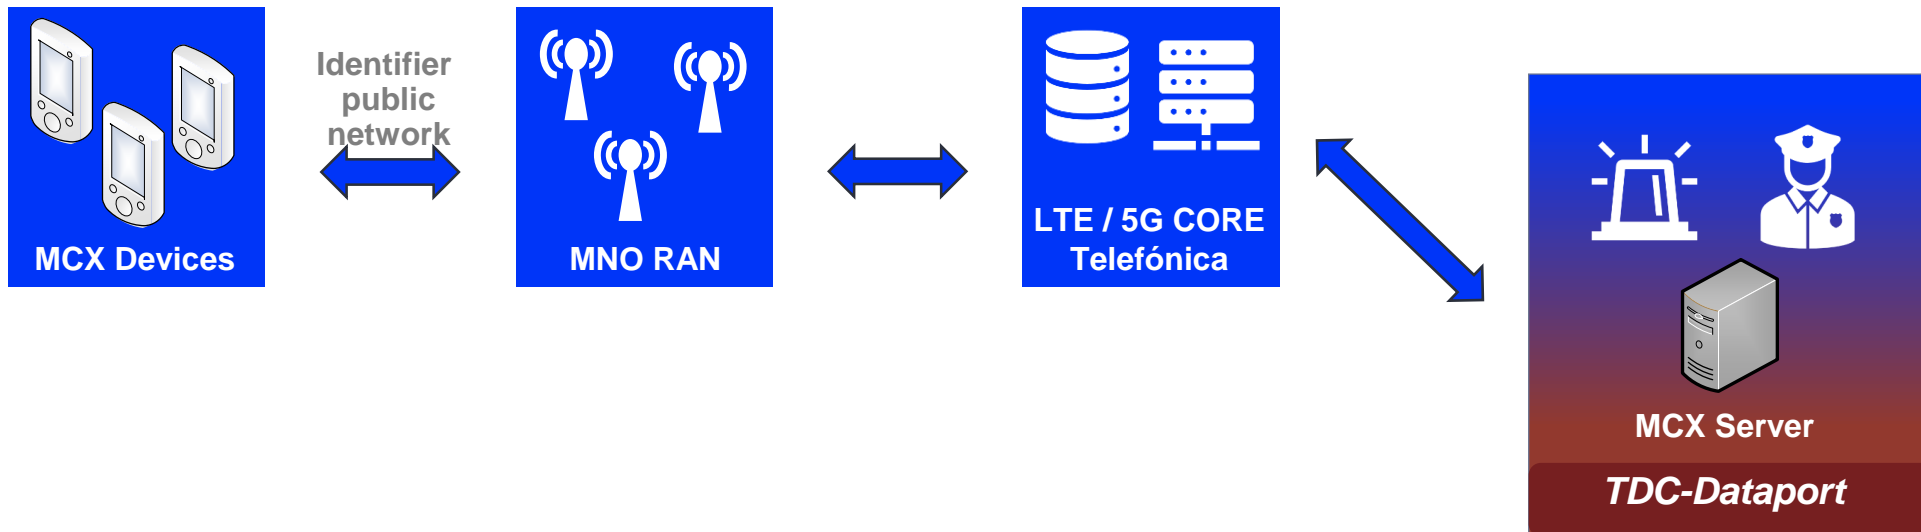 MCX Devices
Identifier
public
network
MNO RAN
LTE / 5G CORE
Telefónica
MCX Server
TDC-Dataport